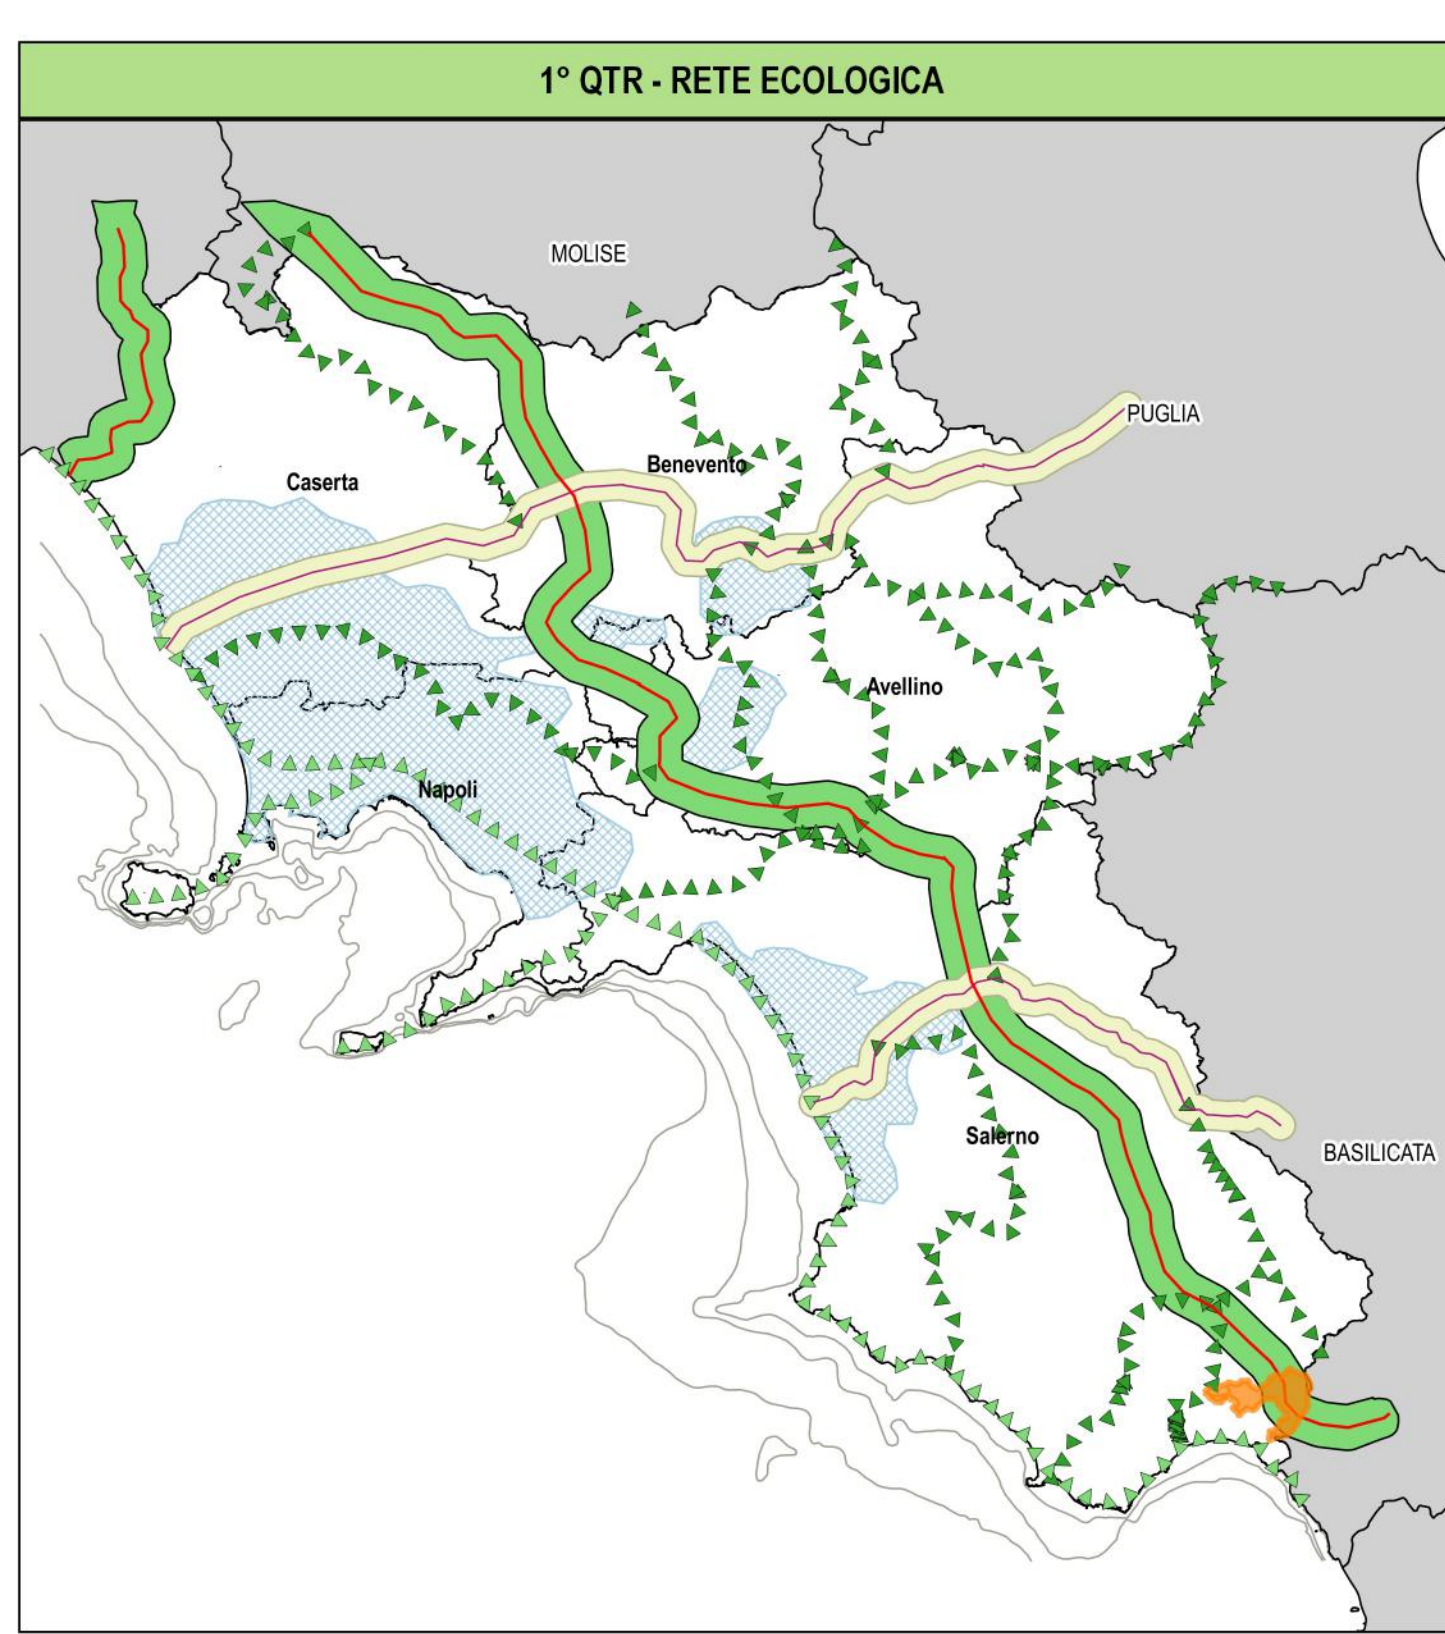 1° QTR - RETE ECOLOGICA
MOLISE
PUGLIA
Benevento
Caserta
Avellino
Napoli
Salerno
BASILICATA